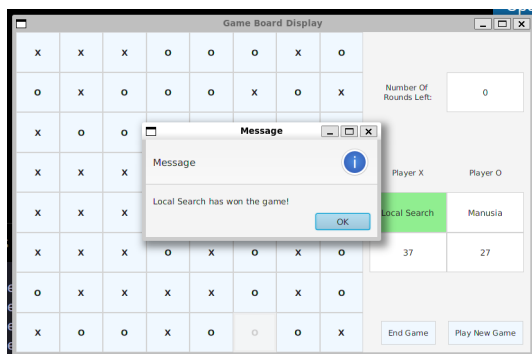 Game Board Display
X X X O O O X O
O X O O O X O X
Number Of
Rounds Left:
0
X O O
Message
Message
Local Search has won the game!
OK
X X X
Player X
Player O
X X X
Local Search
Manusia
X X X O X O X O
37
27
O X X X X O X O
X O O X O O O X
End Game
Play New Game